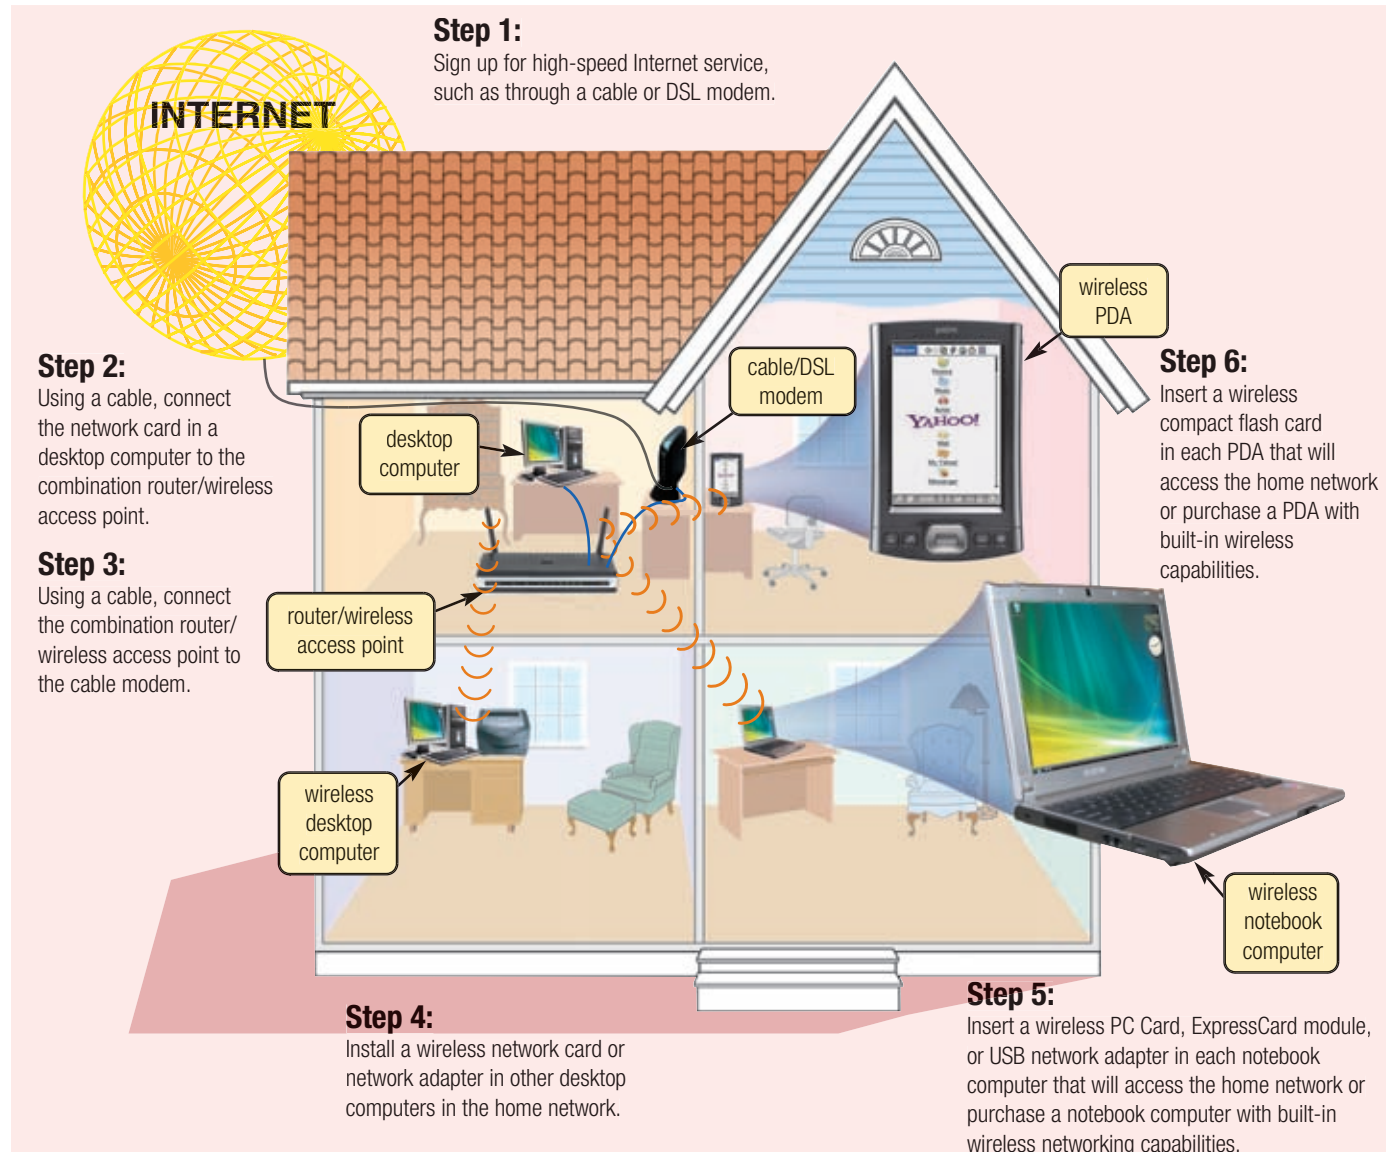 Step 1:
Sign up for high-speed Internet service,
such as through a cable or DSL modem.
INTERNET
wireless
PDA
Step 2:
Using a cable, connect
the network card in a
desktop computer to the
combination router/wireless
access point.
cable/DSL
modem
desktop
computer
YAHOO!
Step 6:
Insert a wireless
compact flash card
in each PDA that will
access the home network
or purchase a PDA with
built-in wireless
capabilities.
Step 3:
Using a cable, connect
the combination router/
wireless access point to
the cable modem.
router/wireless
access point
wireless
desktop
computer
wireless
notebook
computer
Step 4:
Install a wireless network card or
network adapter in other desktop
computers in the home network.
Step 5:
Insert a wireless PC Card, ExpressCard module,
or USB network adapter in each notebook
computer that will access the home network or
purchase a notebook computer with built-in
wireless networking capabilities.